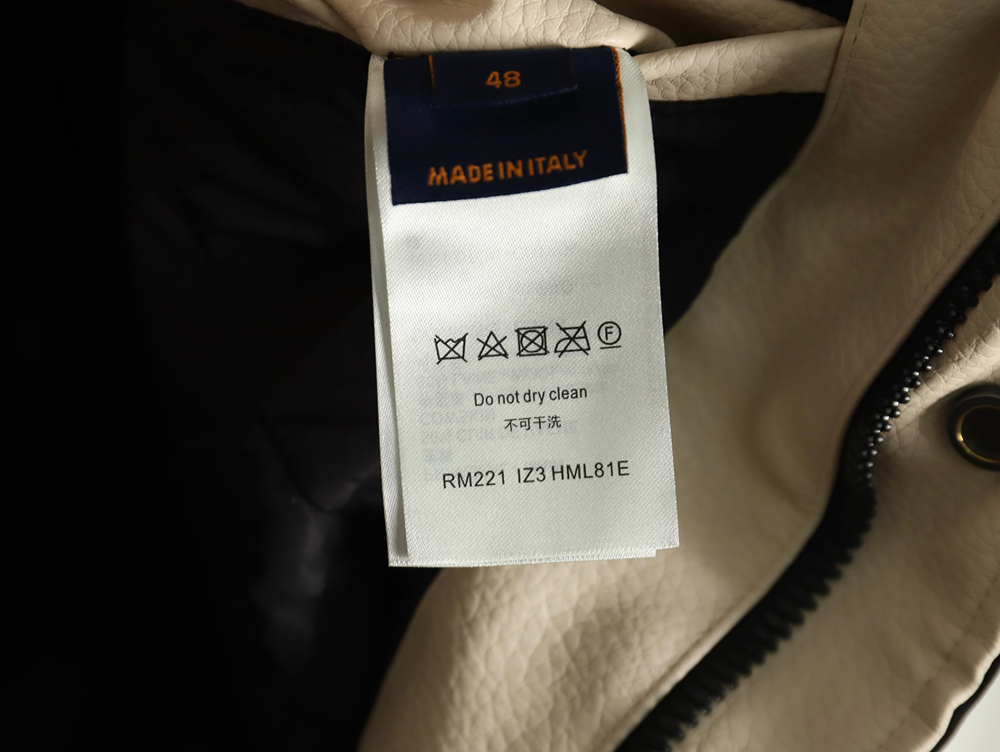 48
MADE IN ITALY
F
Do not dry clean
不可干洗
RM221 IZ3 HML81E